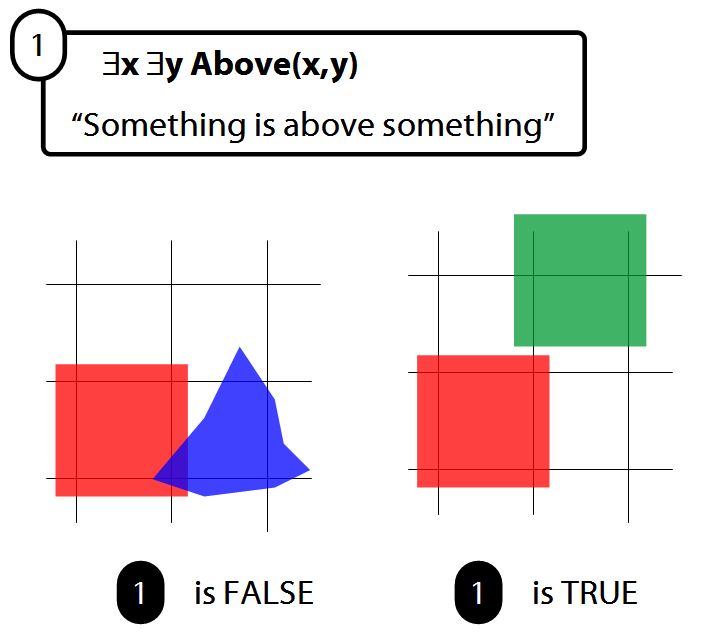 1
∃x ∃y Above(x,y)
“Something is above something”
1 is FALSE
1 is TRUE